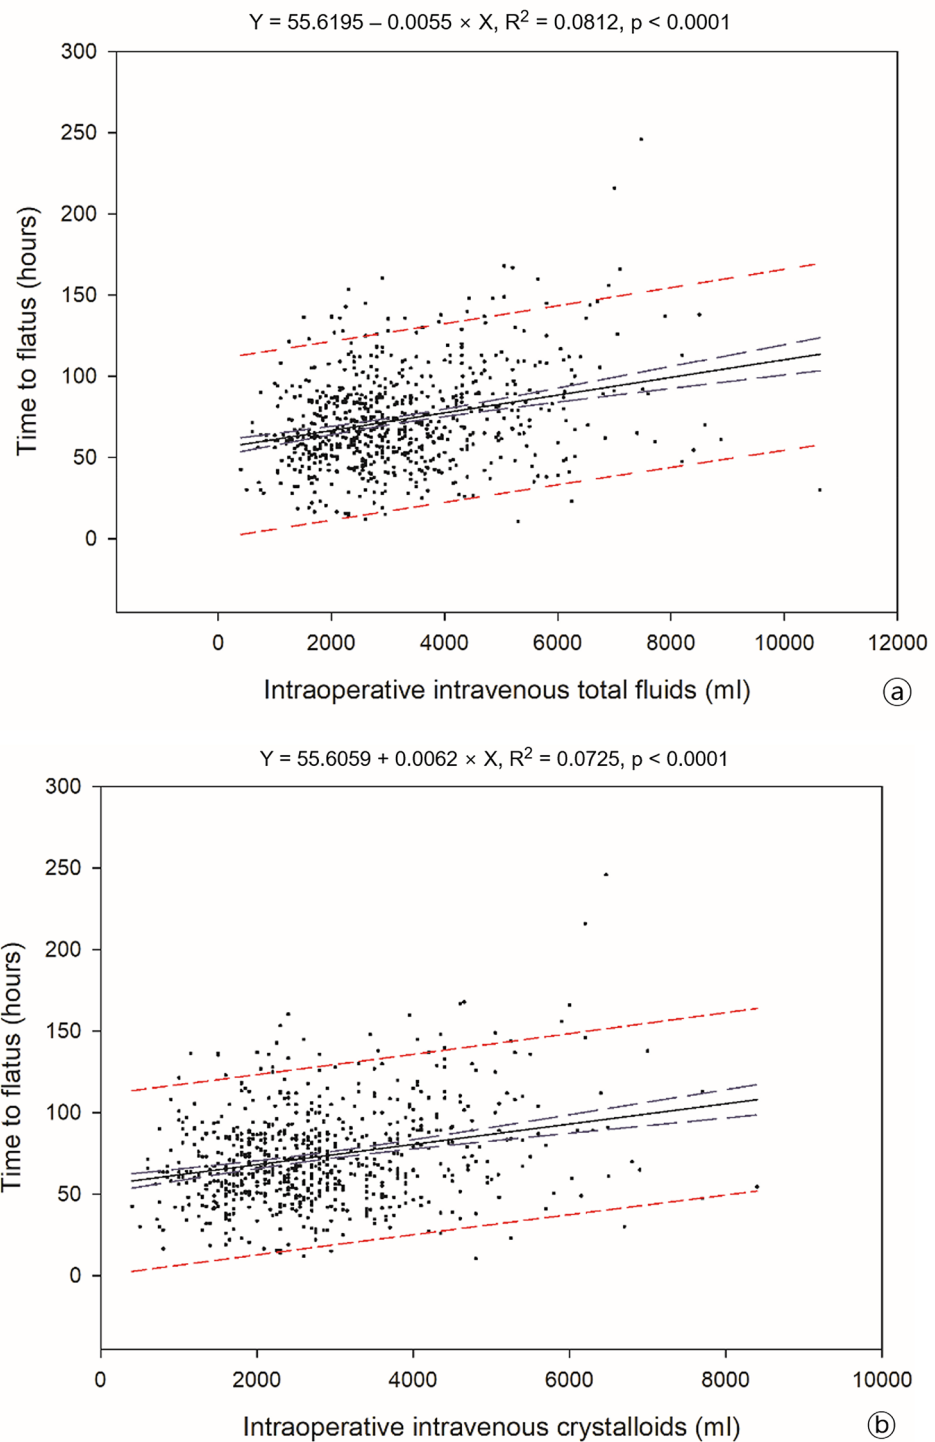 Y = 55.6195 – 0.0055 × X, R² = 0.0812, p < 0.0001
300
250
200
150
100
50
0
Time to flatus (hours)
0 2000 4000 6000 8000 10000 12000
Intraoperative intravenous total fluids (ml)
ⓐ
Y = 55.6059 + 0.0062 × X, R² = 0.0725, p < 0.0001
300
250
200
150
100
50
0
Time to flatus (hours)
0 2000 4000 6000 8000 10000
Intraoperative intravenous crystalloids (ml)
ⓑ